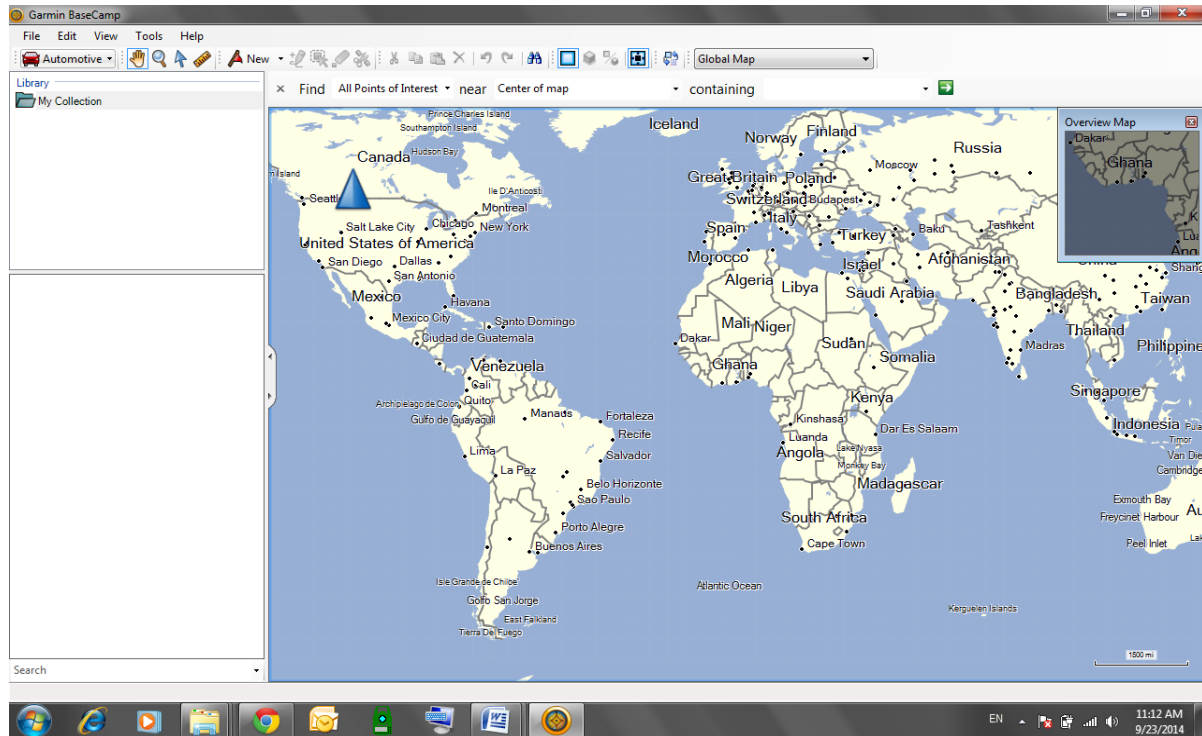 Garmin BaseCamp
File Edit View Tools Help
Automotive New Global Map
Library
My Collection
Find All Points of Interest near Center of map containing
Prince Charles Island
Southampton Island
Iceland
Overview Map
Dakar
Ghana
Norway Finland
Canada Hudson Bay
Russia
Moscow
Great Britain Poland
Ile D'Anticosti
Switzerland Budapest
Montreal
Italy
Salt Lake City Chicago New York
Spain
Turkey Baku Tashkent
United States of America
Morocco Israel Afghanistan
San Diego Dallas
San Antonio
Algeria Libya
Mexico Saudi Arabia Bangladesh Taiwan
Havana
Mexico City Santo Domingo
Mali Niger
Thailand
Ciudad de Guatemala
Dakar Sudan Madras
Somalia
Venezuela Ghana
Cali
Singapore
Quito Kenya
Manaus Fortaleza
Gulfo de Guayaquil Kinshasa
Dar Es Salaam Indonesia
Recife Luanda
Timor
Lima Salvador Angola Lake Nyasa
La Paz Monkey Bay
Belo Horizonte Madagascar
Sao Paulo Exmouth Bay
South Africa Freycinet Harbour
Porto Alegre
Cape Town Peel Inlet
Buenos Aires
Isla Grande de Chiloe Atlantic Ocean
Golfo San Jorge Kerguelen Islands
East Falkland
Tierra Del Fuego
1500 mi
Search
EN 11:12 AM
9/23/2014